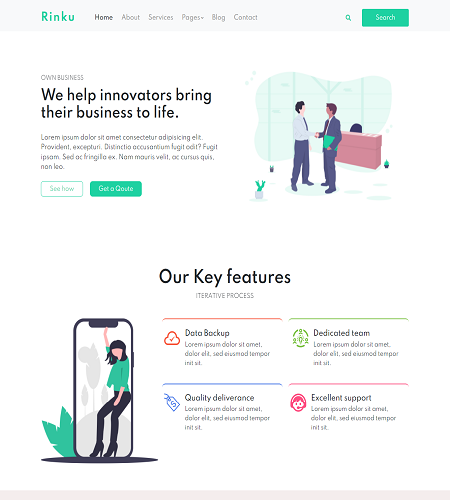 Rinku
Home About Services Pages Blog Contact
Search
OWN BUSINESS
We help innovators bring
their business to life.
Lorem ipsum dolor sit amet consectetur adipisicing elit.
Provident, excepturi. Distinctio accusantium fugit odit? Fugit
ipsam. Sed ac fringilla ex. Nam mauris velit, ac cursus quis,
non leo.
See how
Get a Qoute
Our Key features
ITERATIVE PROCESS
Data Backup
Lorem ipsum dolor sit amet,
dolor elit, sed eiusmod tempor
init sit.
Dedicated team
Lorem ipsum dolor sit amet,
dolor elit, sed eiusmod tempor
init sit.
Quality deliverance
Lorem ipsum dolor sit amet,
dolor elit, sed eiusmod tempor
init sit.
Excellent support
Lorem ipsum dolor sit amet,
dolor elit, sed eiusmod tempor
init sit.